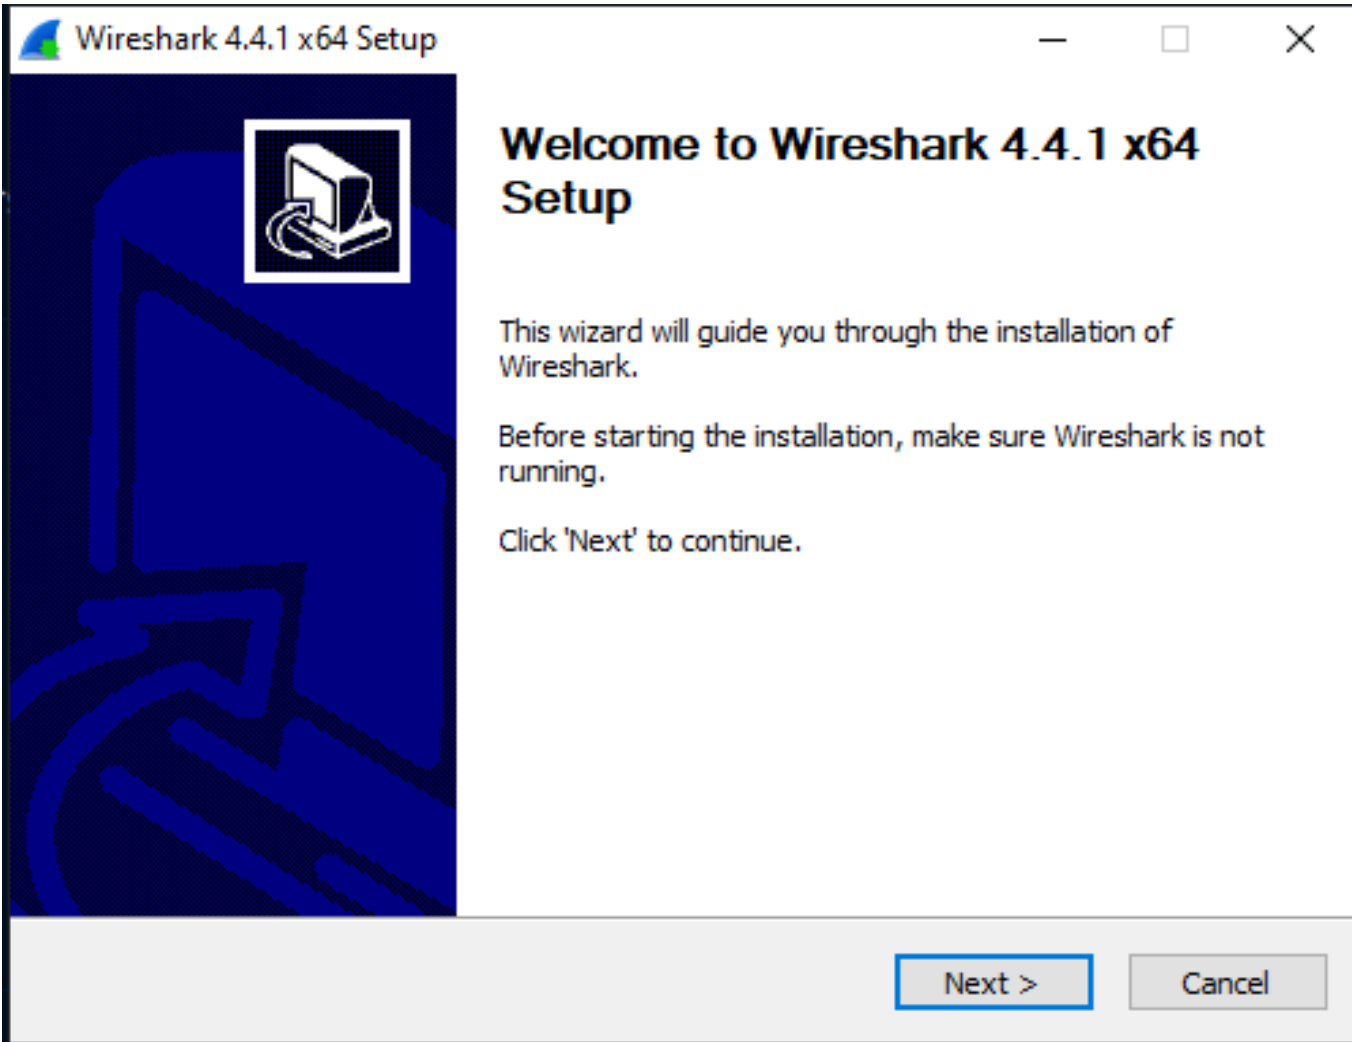 Wireshark 4.4.1 x64 Setup
Welcome to Wireshark 4.4.1 x64
Setup
This wizard will guide you through the installation of
Wireshark.
Before starting the installation, make sure Wireshark is not
running.
Click 'Next' to continue.
Next >
Cancel